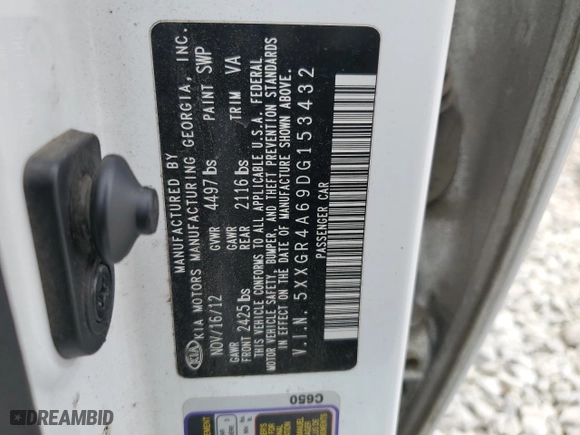 MANUFACTURED BY
KIA KIA MOTORS MANUFACTURING GEORGIA, INC.
NOV/16/12 GVWR 4497lbs PAINT SWP
GAWR FRONT 2425lbs GAWR REAR 2116lbs TRIM VA
THIS VEHICLE CONFORMS TO ALL APPLICABLE U.S.A. FEDERAL
MOTOR VEHICLE SAFETY, BUMPER, AND THEFT PREVENTION STANDARDS
IN EFFECT ON THE DATE OF MANUFACTURE SHOWN ABOVE.
V.I.N. 5XXGR4A69DG153432
PASSENGER CAR
C650
DREAMBID